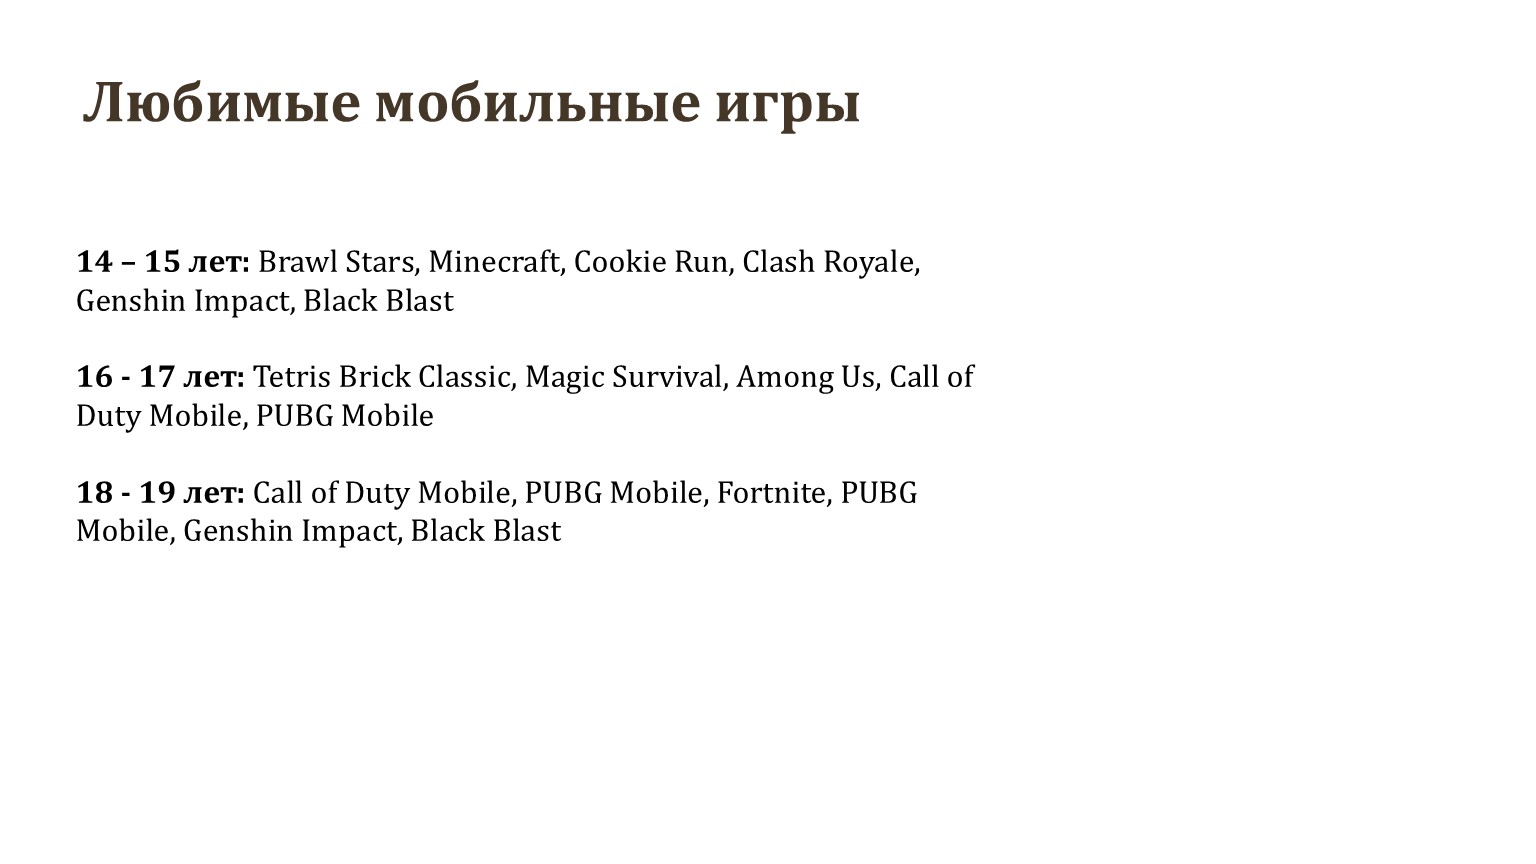 Любимые мобильные игры
14 – 15 лет: Brawl Stars, Minecraft, Cookie Run, Clash Royale,
Genshin Impact, Black Blast
16 - 17 лет: Tetris Brick Classic, Magic Survival, Among Us, Call of
Duty Mobile, PUBG Mobile
18 - 19 лет: Call of Duty Mobile, PUBG Mobile, Fortnite, PUBG
Mobile, Genshin Impact, Black Blast